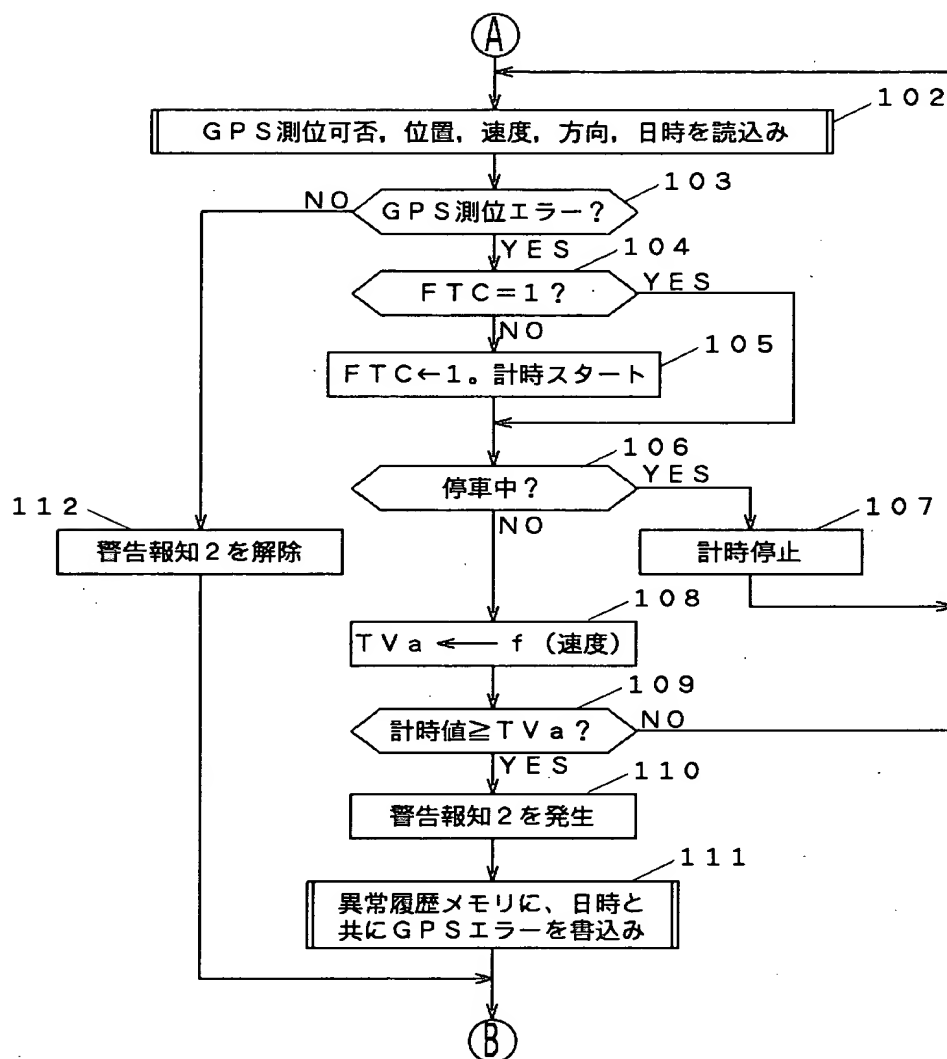 A
102
GPS測位可否，位置，速度，方向，日時を読込み
103
NO
GPS測位エラー？
YES
104
FTC＝1？
YES
NO
105
FTC←1。計時スタート
106
停車中？
YES
NO
112
107
警告報知2を解除
計時停止
108
TVa ← f（速度）
109
計時値≧TVa？
NO
YES
110
警告報知2を発生
111
異常履歴メモリに、日時と
共にGPSエラーを書込み
B